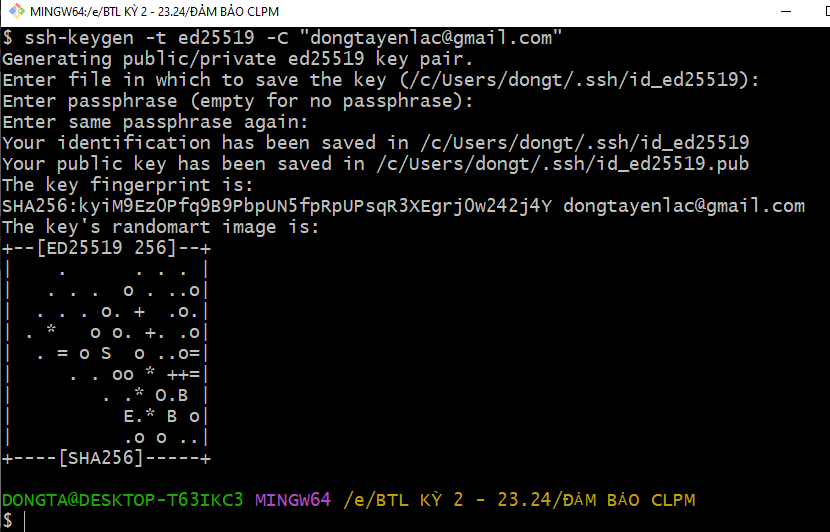 MINGW64:/e/BTL KỲ 2 - 23.24/ĐẢM BẢO CLPM
$ ssh-keygen -t ed25519 -C "dongtayenlac@gmail.com"
Generating public/private ed25519 key pair.
Enter file in which to save the key (/c/Users/dongt/.ssh/id_ed25519):
Enter passphrase (empty for no passphrase):
Enter same passphrase again:
Your identification has been saved in /c/Users/dongt/.ssh/id_ed25519
Your public key has been saved in /c/Users/dongt/.ssh/id_ed25519.pub
The key fingerprint is:
SHA256:kyiM9EzOPfq9B9PbpUN5fpRpUPsqR3XEgrjOw242j4Y dongtayenlac@gmail.com
The key's randomart image is:
+--[ED25519 256]--+
|    .      . . . |
|   . . .  o . ..o|
|  . . . o. +  .o.|
| . *   o o. +. .o|
|  . = o S  o ..o=|
|     . . oo * ++=|
|        . .* O.B |
|          E.* B o|
|          .o o ..|
+----[SHA256]-----+
DONGTA@DESKTOP-T63IKC3 MINGW64 /e/BTL KỲ 2 - 23.24/ĐẢM BẢO CLPM
$